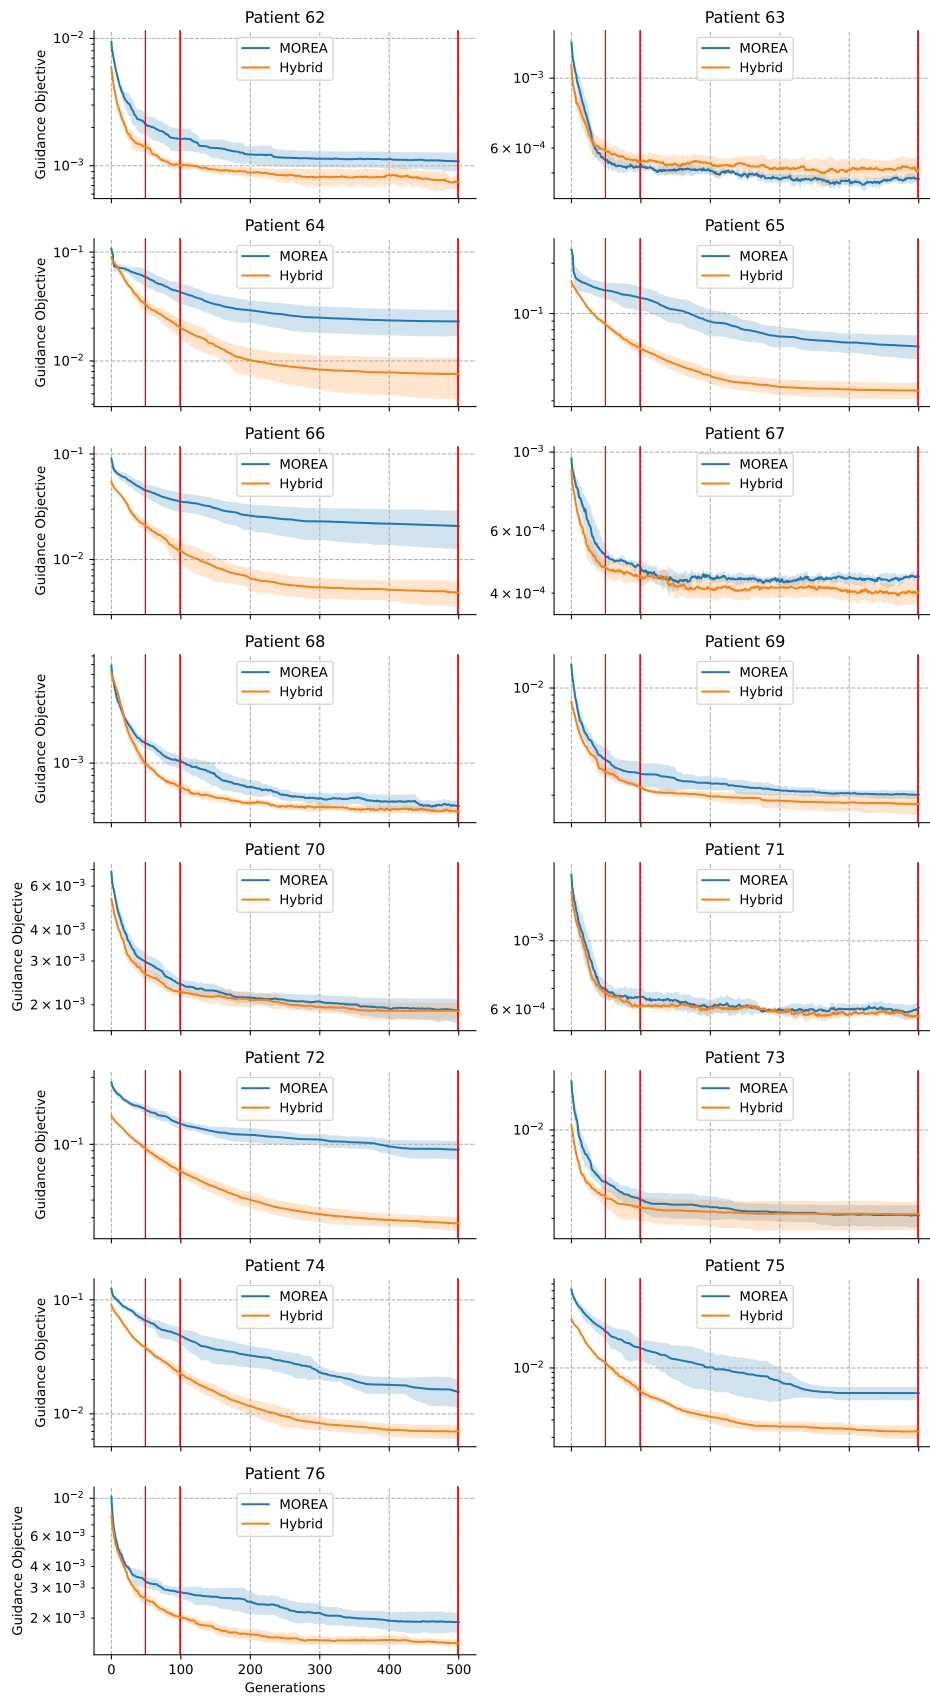 Patient 62
10⁻²
10⁻³
Guidance Objective
MOREA
Hybrid
Patient 63
10⁻³
6 × 10⁻⁴
MOREA
Hybrid
Patient 64
10⁻¹
10⁻²
Guidance Objective
MOREA
Hybrid
Patient 65
10⁻¹
MOREA
Hybrid
Patient 66
10⁻¹
10⁻²
Guidance Objective
MOREA
Hybrid
Patient 67
10⁻³
6 × 10⁻⁴
4 × 10⁻⁴
MOREA
Hybrid
Patient 68
10⁻³
Guidance Objective
MOREA
Hybrid
Patient 69
10⁻²
MOREA
Hybrid
Patient 70
6 × 10⁻³
4 × 10⁻³
3 × 10⁻³
2 × 10⁻³
Guidance Objective
MOREA
Hybrid
Patient 71
10⁻³
6 × 10⁻⁴
MOREA
Hybrid
Patient 72
10⁻¹
Guidance Objective
MOREA
Hybrid
Patient 73
10⁻²
MOREA
Hybrid
Patient 74
10⁻¹
10⁻²
Guidance Objective
MOREA
Hybrid
Patient 75
10⁻²
MOREA
Hybrid
Patient 76
10⁻²
6 × 10⁻³
4 × 10⁻³
3 × 10⁻³
2 × 10⁻³
Guidance Objective
MOREA
Hybrid
0 100 200 300 400 500
Generations